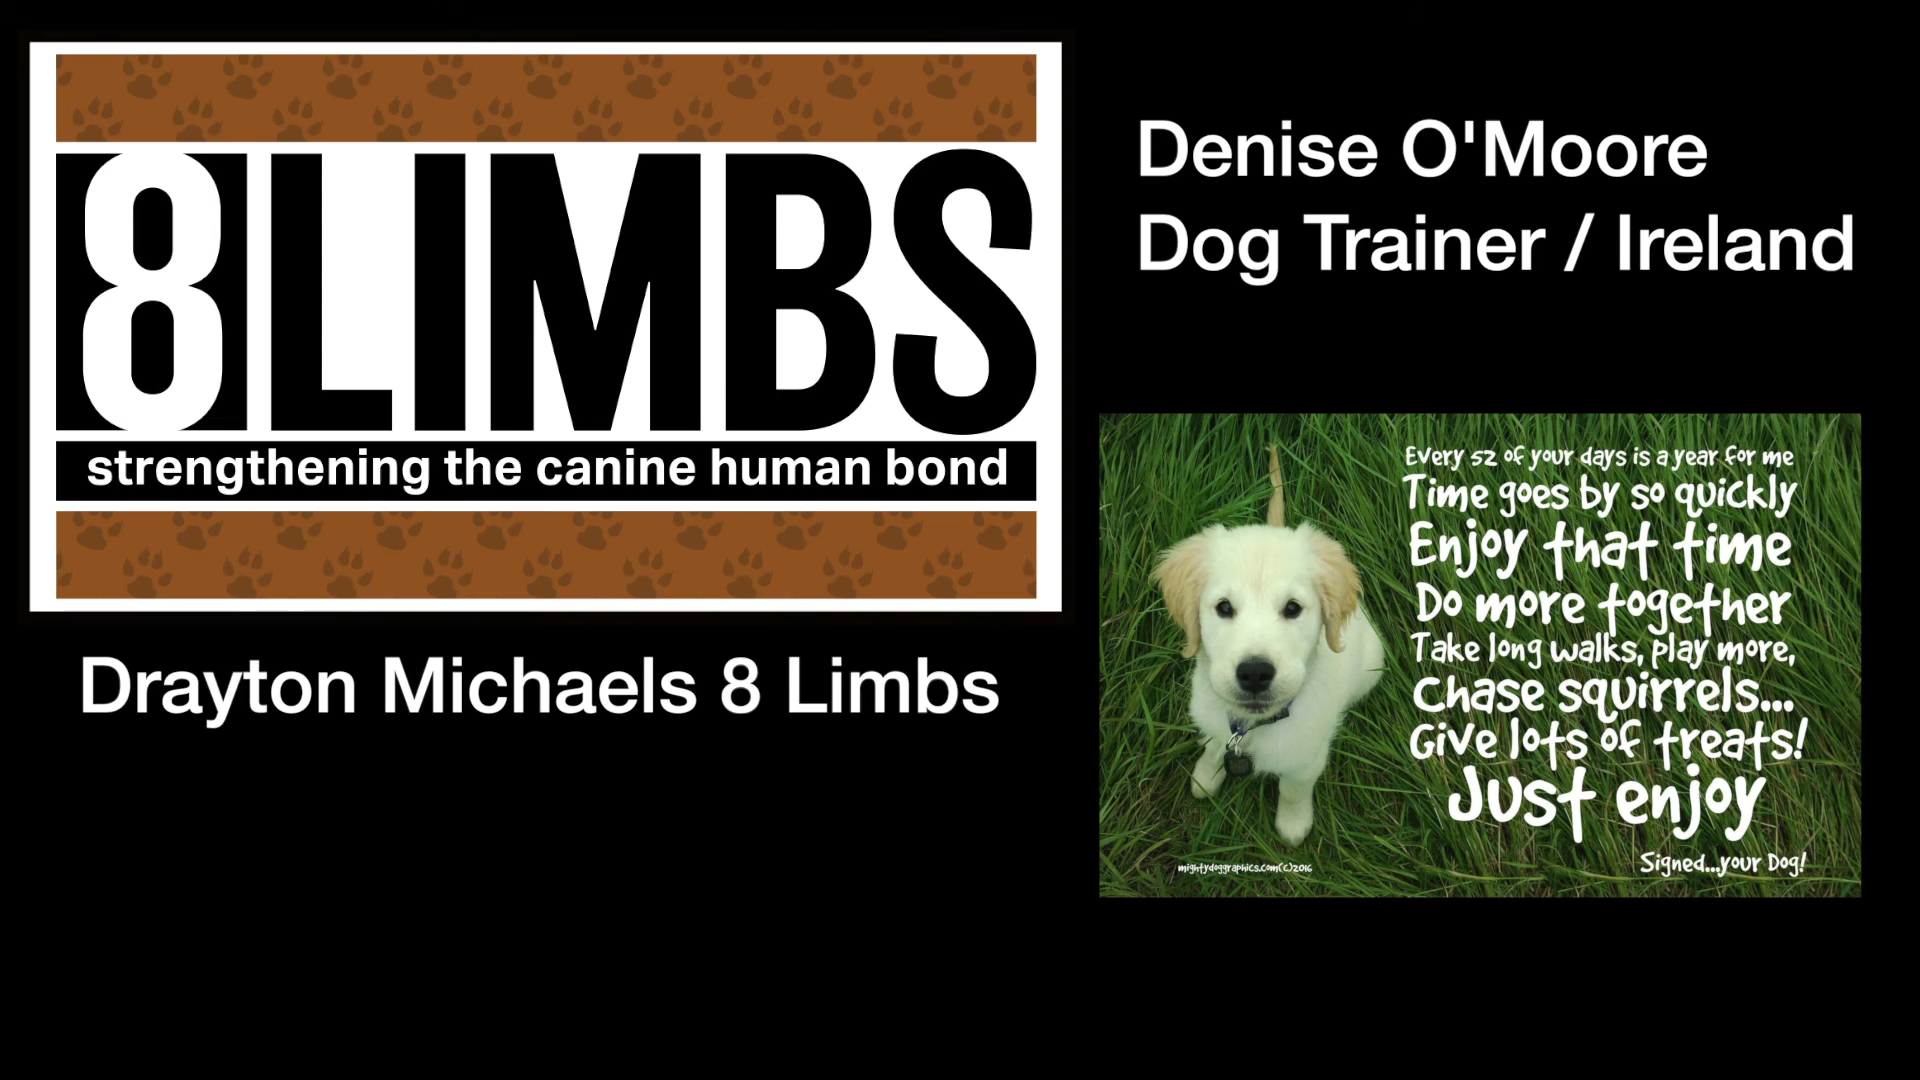 8LIMBS
strengthening the canine human bond
Drayton Michaels 8 Limbs
Denise O'Moore
Dog Trainer / Ireland
Every 52 of your days is a year for me
Time goes by so quickly
Enjoy that time
Do more together
Take long walks, play more,
Chase squirrels...
Give lots of treats!
Just enjoy
Signed...your Dog!
mightydoggraphics.com(c)2016